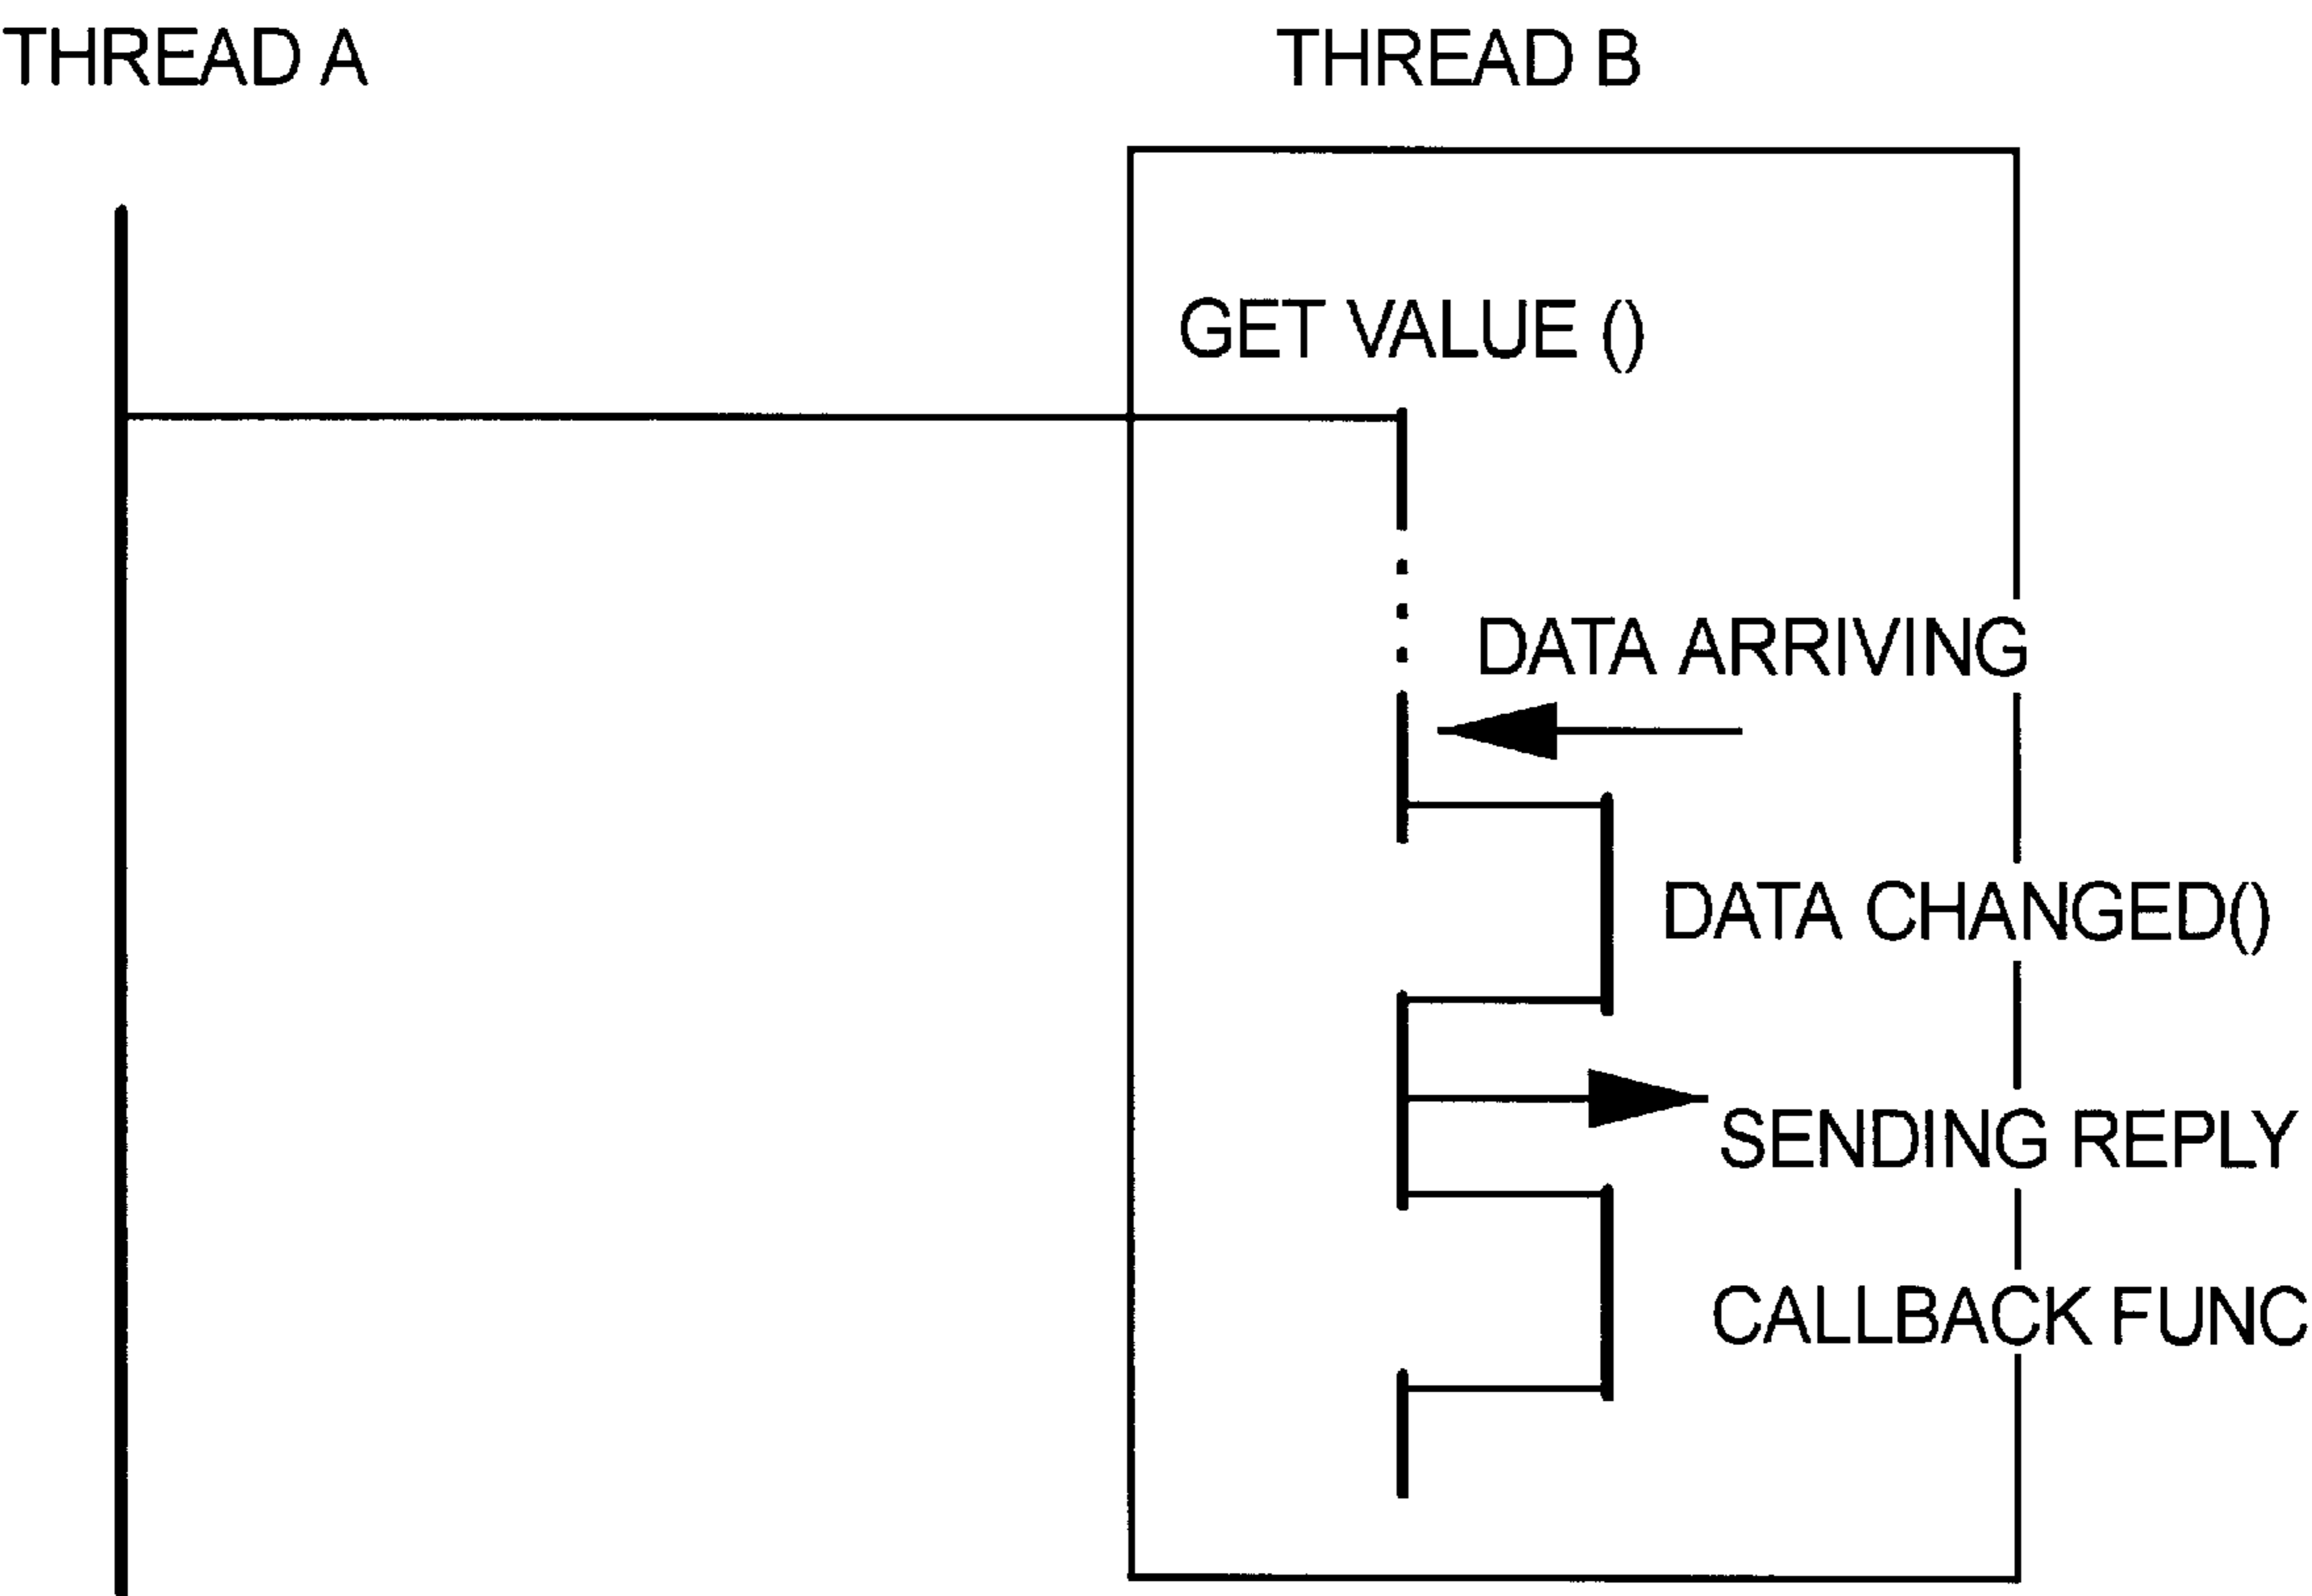 THREAD A
THREAD B
GET VALUE ()
DATA ARRIVING
DATA CHANGED()
SENDING REPLY
CALLBACK FUNC